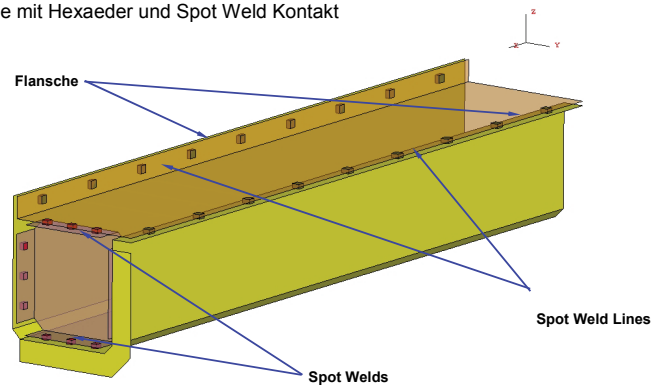 e mit Hexaeder und Spot Weld Kontakt
z
x Y
Flansche
Spot Weld Lines
Spot Welds